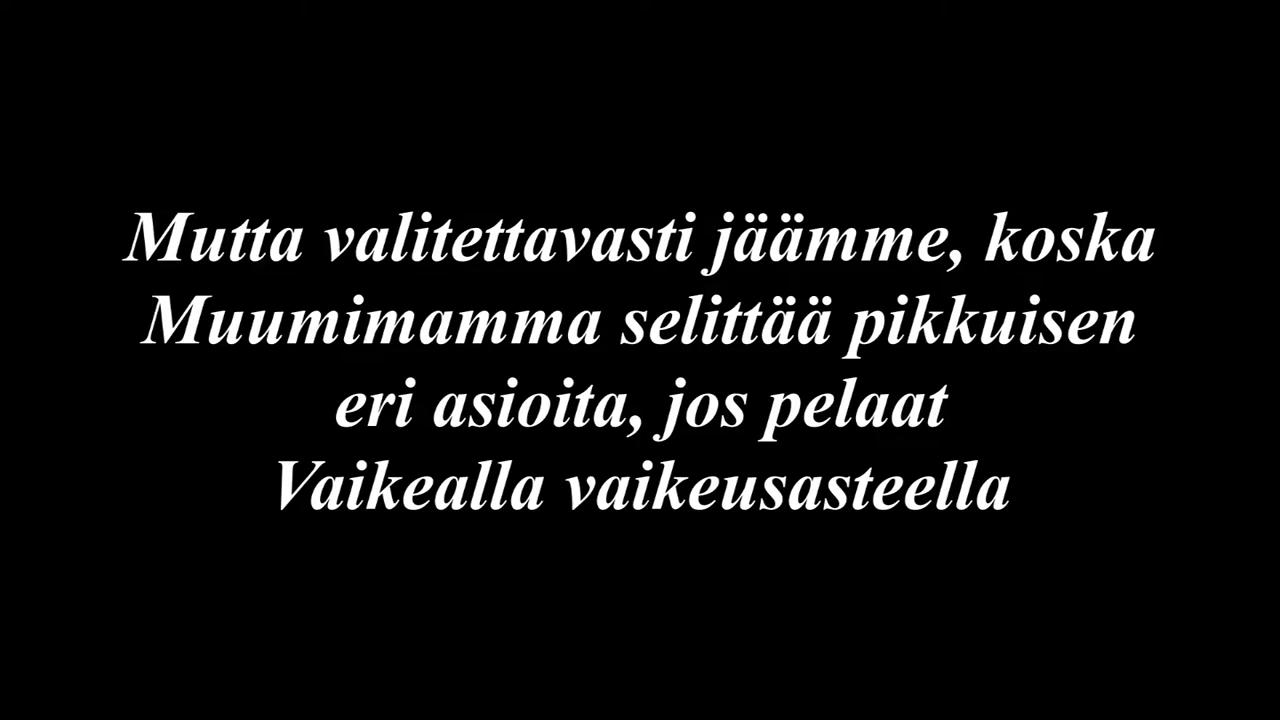 Mutta valitettavasti jäämme, koska
Muumimamma selittää pikkuisen
eri asioita, jos pelaat
Vaikealla vaikeusasteella